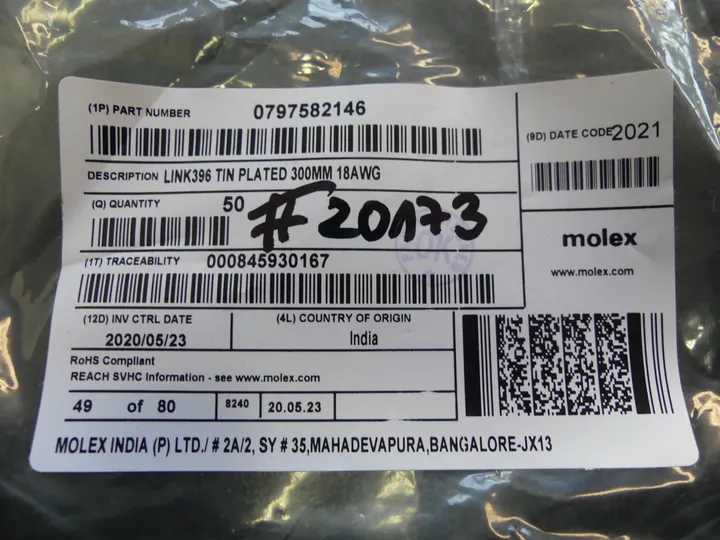 (1P) PART NUMBER 0797582146
(9D) DATE CODE 2021
DESCRIPTION LINK396 TIN PLATED 300MM 18AWG
(Q) QUANTITY 50
#20173
OK
molex
www.molex.com
(1T) TRACEABILITY 000845930167
(12D) INV CTRL DATE
2020/05/23
(4L) COUNTRY OF ORIGIN
India
RoHS Compliant
REACH SVHC Information - see www.molex.com
49 of 80 8240 20.05.23
MOLEX INDIA (P) LTD./ # 2A/2, SY # 35,MAHADEVAPURA,BANGALORE-JX13